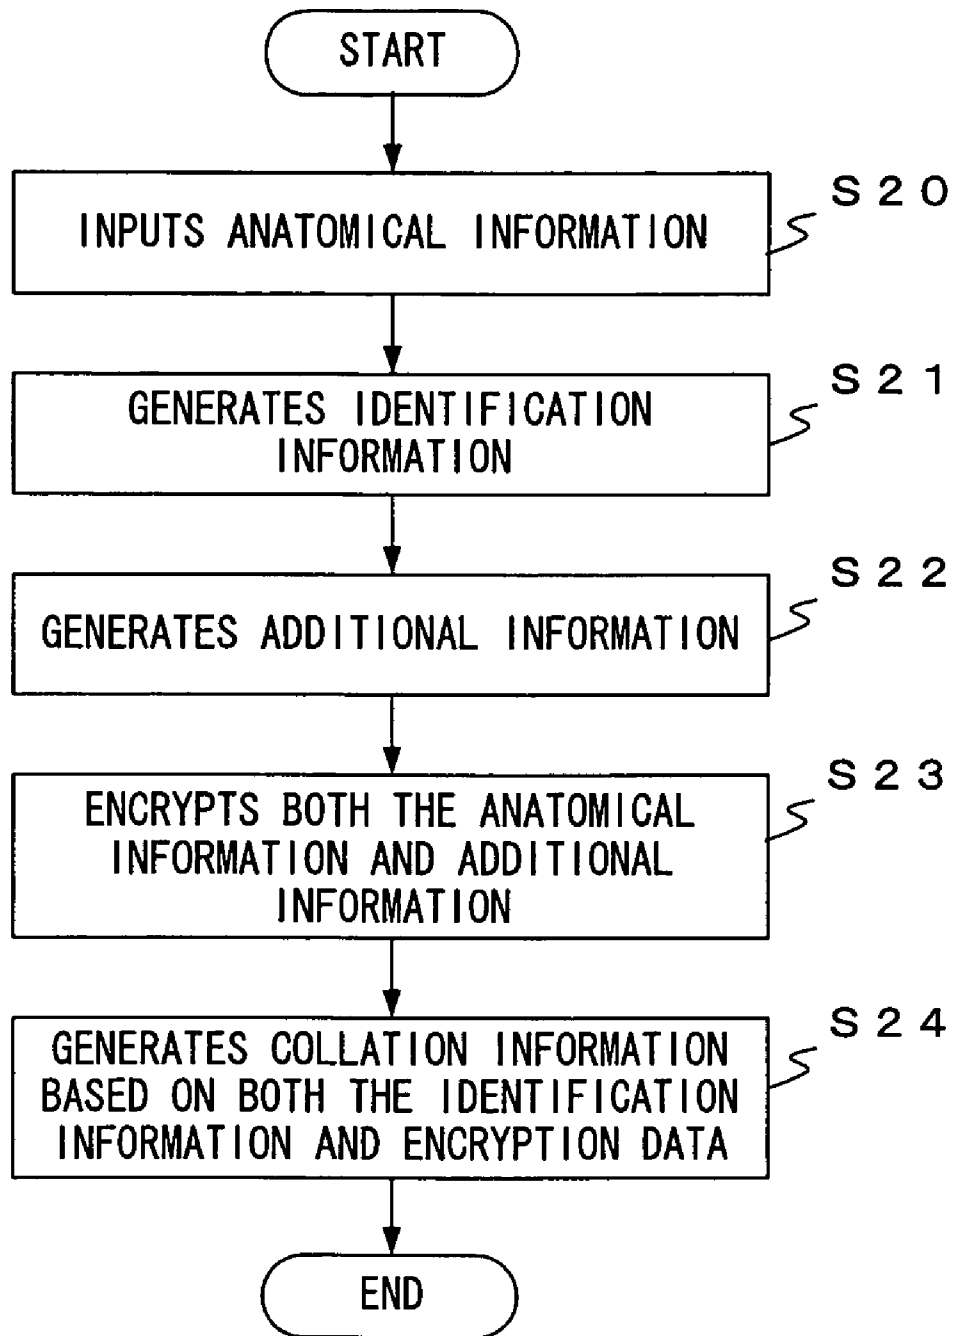 START
S20
INPUTS ANATOMICAL INFORMATION
S21
GENERATES IDENTIFICATION
INFORMATION
S22
GENERATES ADDITIONAL INFORMATION
S23
ENCRYPTS BOTH THE ANATOMICAL
INFORMATION AND ADDITIONAL
INFORMATION
S24
GENERATES COLLATION INFORMATION
BASED ON BOTH THE IDENTIFICATION
INFORMATION AND ENCRYPTION DATA
END